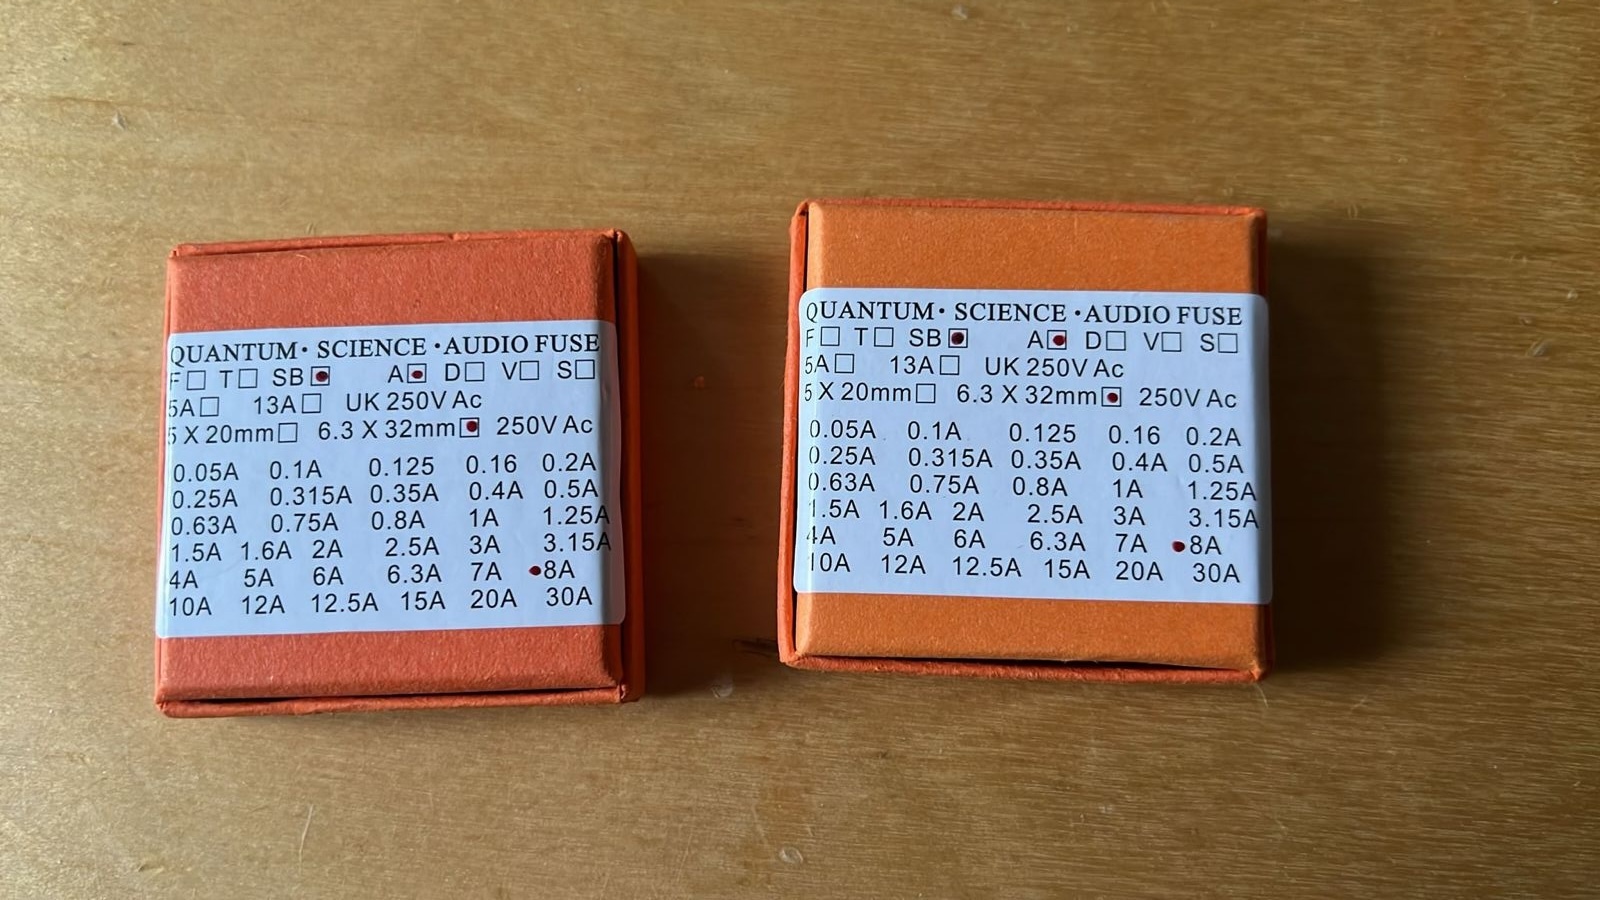 QUANTUM· SCIENCE ·AUDIO FUSE
F☐ T☐ SB☑ A☑ D☐ V☐ S☐
5A☐ 13A☐ UK 250V Ac
5 X 20mm☐ 6.3 X 32mm☑ 250V Ac
0.05A 0.1A 0.125 0.16 0.2A
0.25A 0.315A 0.35A 0.4A 0.5A
0.63A 0.75A 0.8A 1A 1.25A
1.5A 1.6A 2A 2.5A 3A 3.15A
4A 5A 6A 6.3A 7A •8A
10A 12A 12.5A 15A 20A 30A
QUANTUM· SCIENCE ·AUDIO FUSE
F☐ T☐ SB☑ A☑ D☐ V☐ S☐
5A☐ 13A☐ UK 250V Ac
5 X 20mm☐ 6.3 X 32mm☑ 250V Ac
0.05A 0.1A 0.125 0.16 0.2A
0.25A 0.315A 0.35A 0.4A 0.5A
0.63A 0.75A 0.8A 1A 1.25A
1.5A 1.6A 2A 2.5A 3A 3.15A
4A 5A 6A 6.3A 7A •8A
10A 12A 12.5A 15A 20A 30A